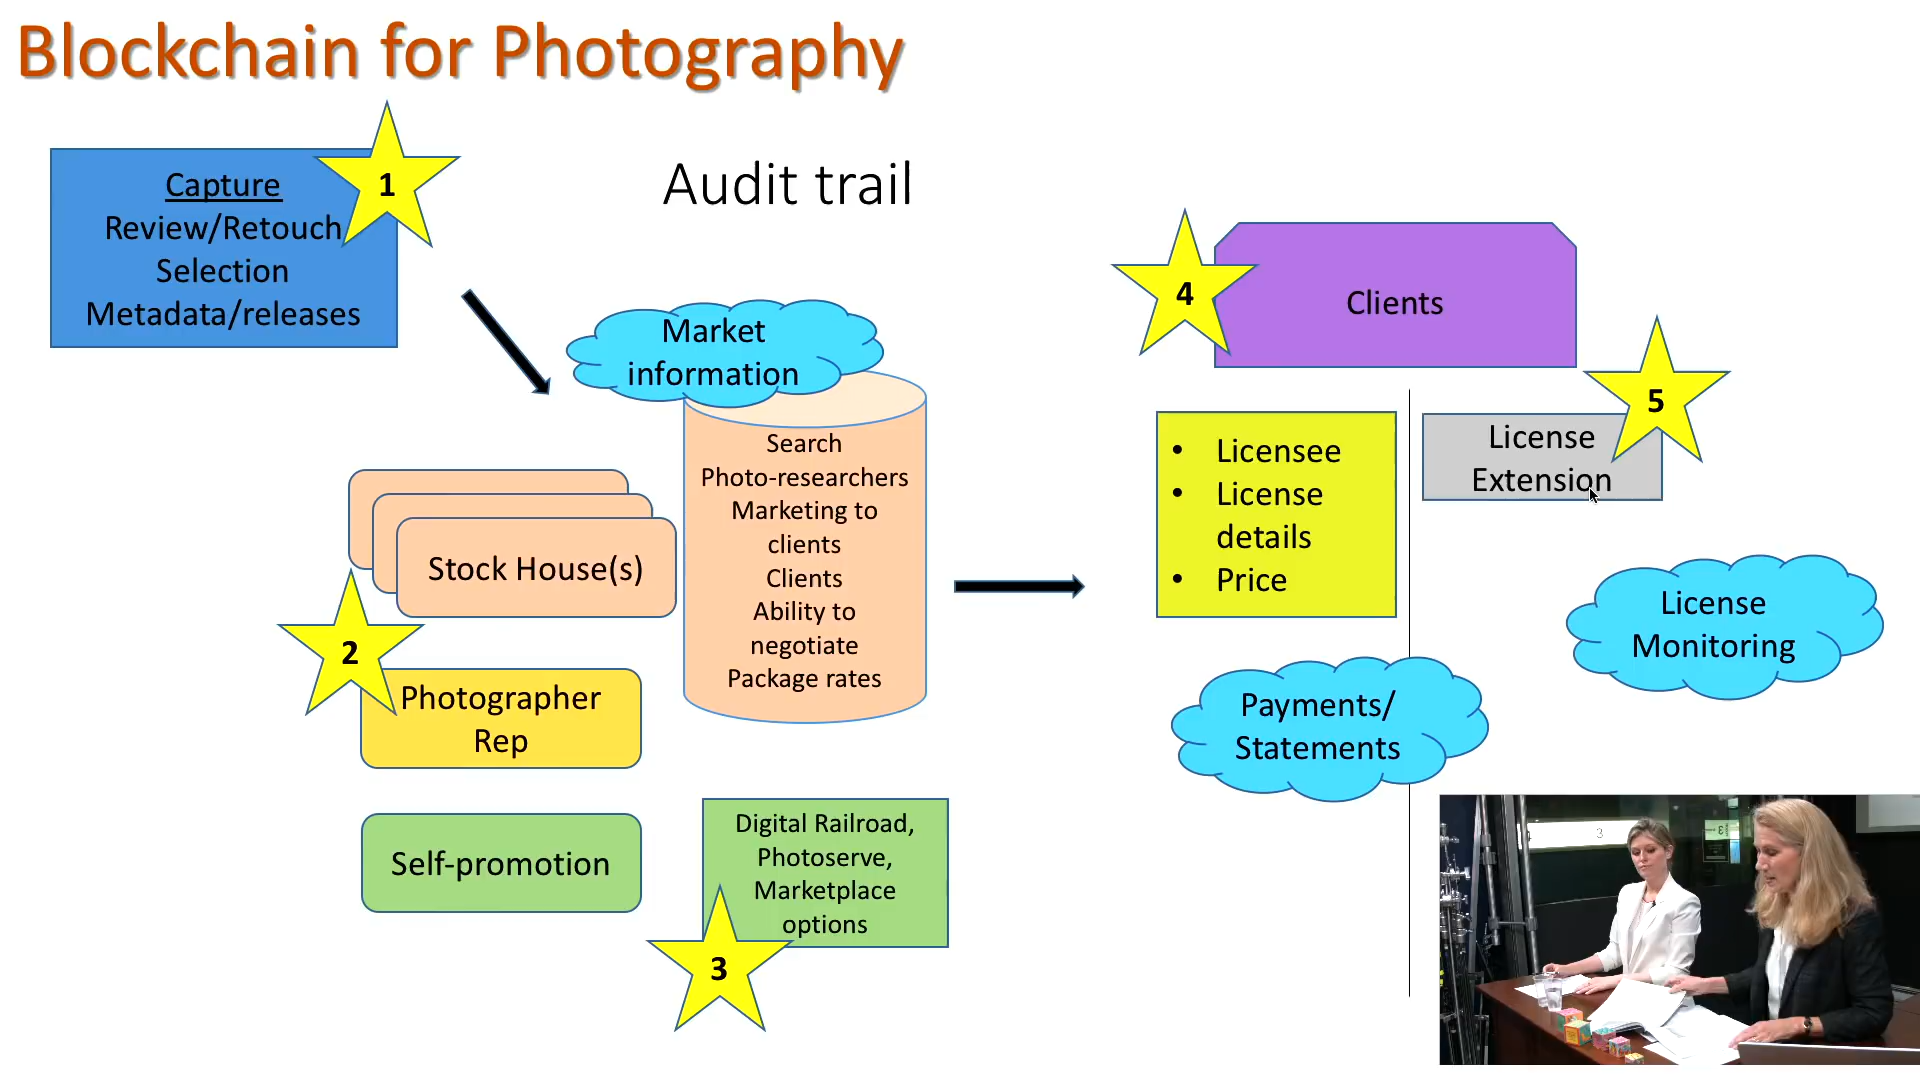 Blockchain for Photography
Capture
Review/Retouch
Selection
Metadata/releases
1
Audit trail
Market
information
Search
Photo-researchers
Marketing to
clients
Clients
Ability to
negotiate
Package rates
Stock House(s)
2
Photographer
Rep
Self-promotion
Digital Railroad,
Photoserve,
Marketplace
options
3
4
Clients
5
• Licensee
• License
details
• Price
License
Extension
License
Monitoring
Payments/
Statements
3